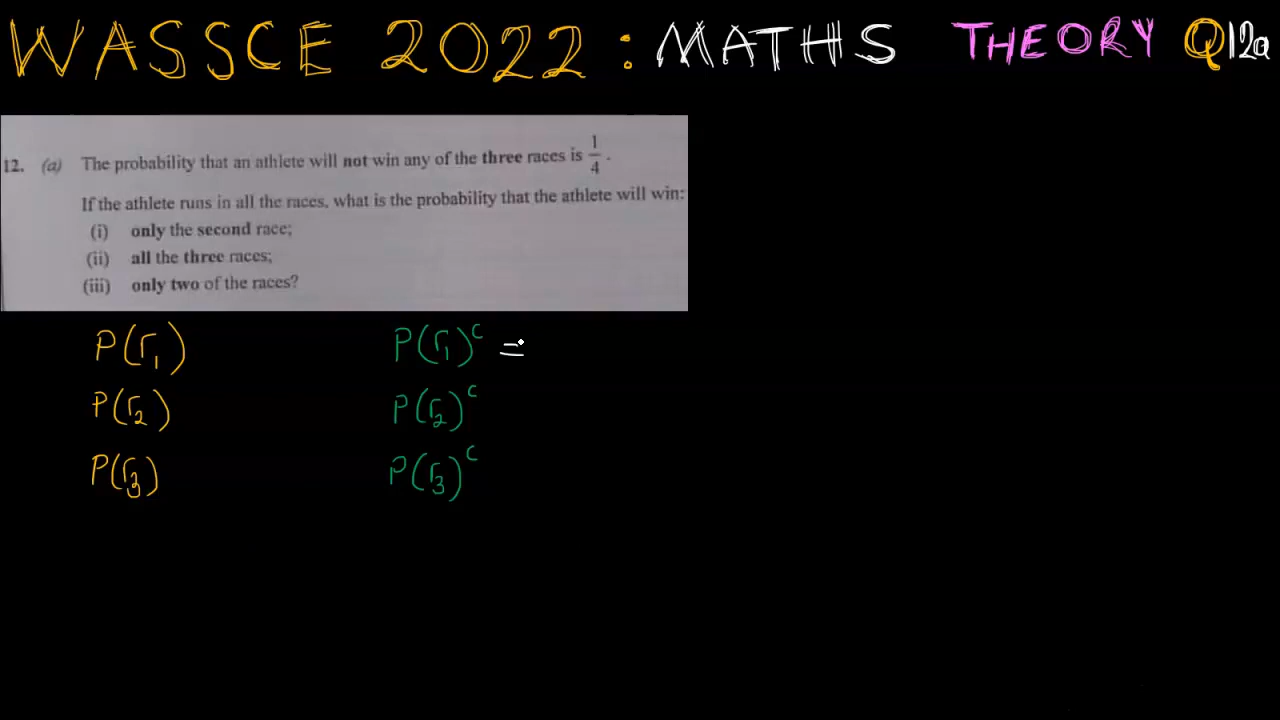 WASSCE 2022 : MATHS THEORY Q12a
12. (a) The probability that an athlete will not win any of the three races is 1/4.
If the athlete runs in all the races, what is the probability that the athlete will win:
(i) only the second race;
(ii) all the three races;
(iii) only two of the races?
P(r₁) P(r₁)ᶜ =
P(r₂) P(r₂)ᶜ
P(r₃) P(r₃)ᶜ